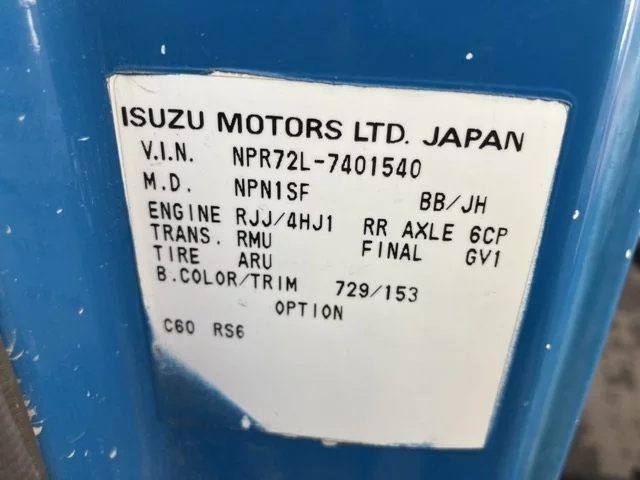 ISUZU MOTORS LTD. JAPAN
V.I.N. NPR72L-7401540
M.D. NPN1SF BB/JH
ENGINE RJJ/4HJ1 RR AXLE 6CP
TRANS. RMU FINAL GV1
TIRE ARU
B.COLOR/TRIM 729/153
OPTION
C60 RS6